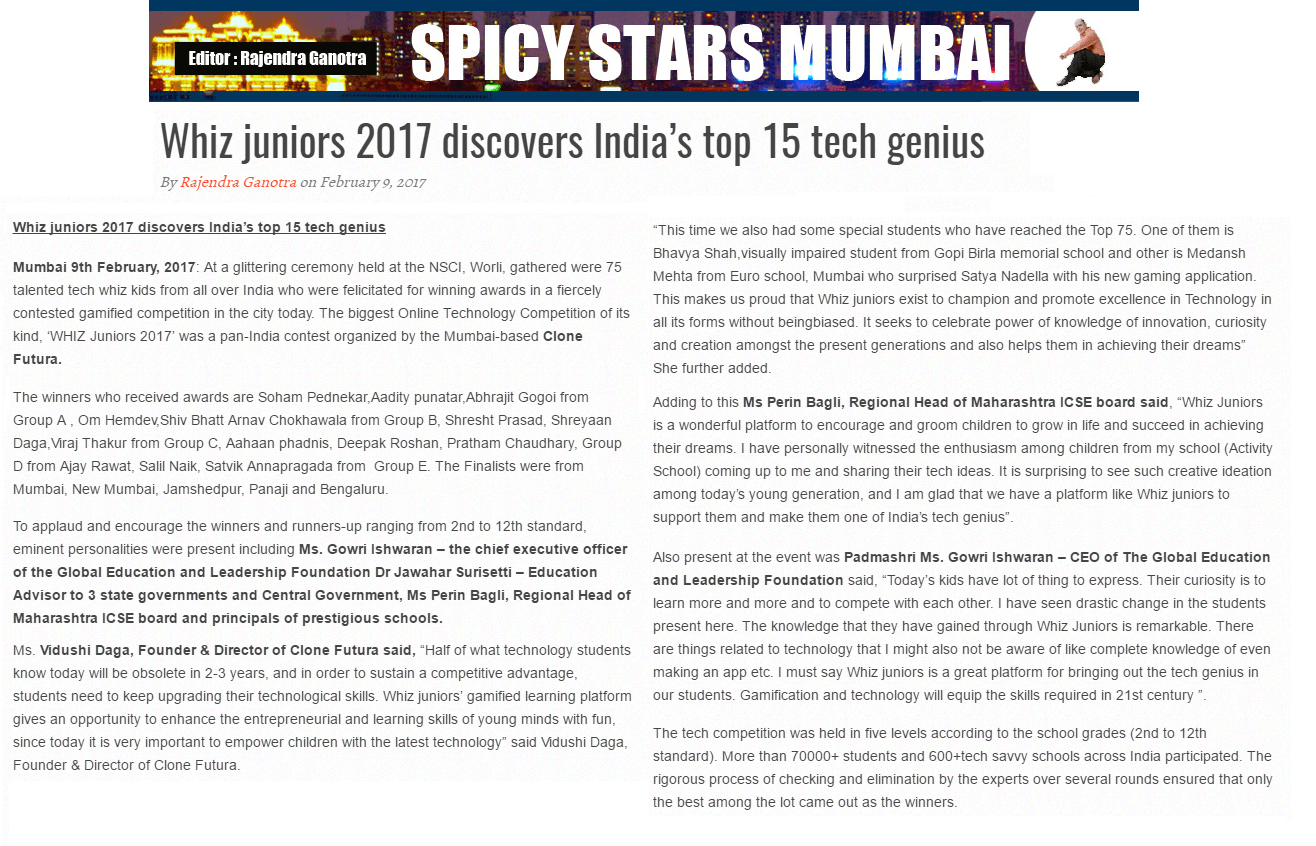 Editor : Rajendra Ganotra
SPICY STARS MUMBAI
Whiz juniors 2017 discovers India’s top 15 tech genius
By Rajendra Ganotra on February 9, 2017
Whiz juniors 2017 discovers India’s top 15 tech genius
Mumbai 9th February, 2017: At a glittering ceremony held at the NSCI, Worli, gathered were 75
talented tech whiz kids from all over India who were felicitated for winning awards in a fiercely
contested gamified competition in the city today. The biggest Online Technology Competition of its
kind, ‘WHIZ Juniors 2017’ was a pan-India contest organized by the Mumbai-based Clone
Futura.
The winners who received awards are Soham Pednekar,Aadity punatar,Abhrajit Gogoi from
Group A , Om Hemdev,Shiv Bhatt Arnav Chokhawala from Group B, Shresht Prasad, Shreyaan
Daga,Viraj Thakur from Group C, Aahaan phadnis, Deepak Roshan, Pratham Chaudhary, Group
D from Ajay Rawat, Salil Naik, Satvik Annapragada from  Group E. The Finalists were from
Mumbai, New Mumbai, Jamshedpur, Panaji and Bengaluru.
To applaud and encourage the winners and runners-up ranging from 2nd to 12th standard,
eminent personalities were present including Ms. Gowri Ishwaran – the chief executive officer
of the Global Education and Leadership Foundation Dr Jawahar Surisetti – Education
Advisor to 3 state governments and Central Government, Ms Perin Bagli, Regional Head of
Maharashtra ICSE board and principals of prestigious schools.
Ms. Vidushi Daga, Founder & Director of Clone Futura said, “Half of what technology students
know today will be obsolete in 2-3 years, and in order to sustain a competitive advantage,
students need to keep upgrading their technological skills. Whiz juniors’ gamified learning platform
gives an opportunity to enhance the entrepreneurial and learning skills of young minds with fun,
since today it is very important to empower children with the latest technology” said Vidushi Daga,
Founder & Director of Clone Futura.
“This time we also had some special students who have reached the Top 75. One of them is
Bhavya Shah,visually impaired student from Gopi Birla memorial school and other is Medansh
Mehta from Euro school, Mumbai who surprised Satya Nadella with his new gaming application.
This makes us proud that Whiz juniors exist to champion and promote excellence in Technology in
all its forms without beingbiased. It seeks to celebrate power of knowledge of innovation, curiosity
and creation amongst the present generations and also helps them in achieving their dreams”
She further added.
Adding to this Ms Perin Bagli, Regional Head of Maharashtra ICSE board said, “Whiz Juniors
is a wonderful platform to encourage and groom children to grow in life and succeed in achieving
their dreams. I have personally witnessed the enthusiasm among children from my school (Activity
School) coming up to me and sharing their tech ideas. It is surprising to see such creative ideation
among today’s young generation, and I am glad that we have a platform like Whiz juniors to
support them and make them one of India’s tech genius”.
Also present at the event was Padmashri Ms. Gowri Ishwaran – CEO of The Global Education
and Leadership Foundation said, “Today’s kids have lot of thing to express. Their curiosity is to
learn more and more and to compete with each other. I have seen drastic change in the students
present here. The knowledge that they have gained through Whiz Juniors is remarkable. There
are things related to technology that I might also not be aware of like complete knowledge of even
making an app etc. I must say Whiz juniors is a great platform for bringing out the tech genius in
our students. Gamification and technology will equip the skills required in 21st century ”.
The tech competition was held in five levels according to the school grades (2nd to 12th
standard). More than 70000+ students and 600+tech savvy schools across India participated. The
rigorous process of checking and elimination by the experts over several rounds ensured that only
the best among the lot came out as the winners.